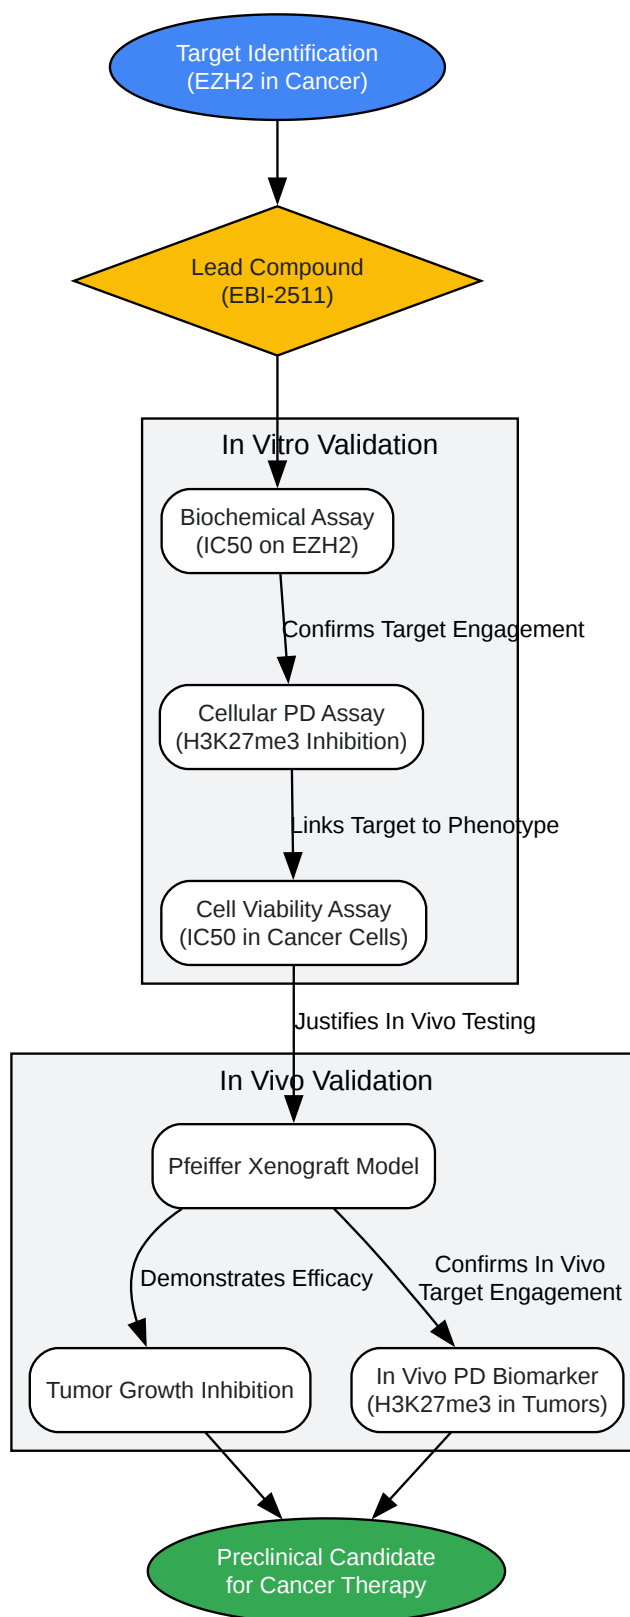 Target Identification
(EZH2 in Cancer)
Lead Compound
(EBI-2511)
In Vitro Validation
Biochemical Assay
(IC50 on EZH2)
Confirms Target Engagement
Cellular PD Assay
(H3K27me3 Inhibition)
Links Target to Phenotype
Cell Viability Assay
(IC50 in Cancer Cells)
Justifies In Vivo Testing
In Vivo Validation
Pfeiffer Xenograft Model
Demonstrates Efficacy
Confirms In Vivo
Target Engagement
Tumor Growth Inhibition
In Vivo PD Biomarker
(H3K27me3 in Tumors)
Preclinical Candidate
for Cancer Therapy